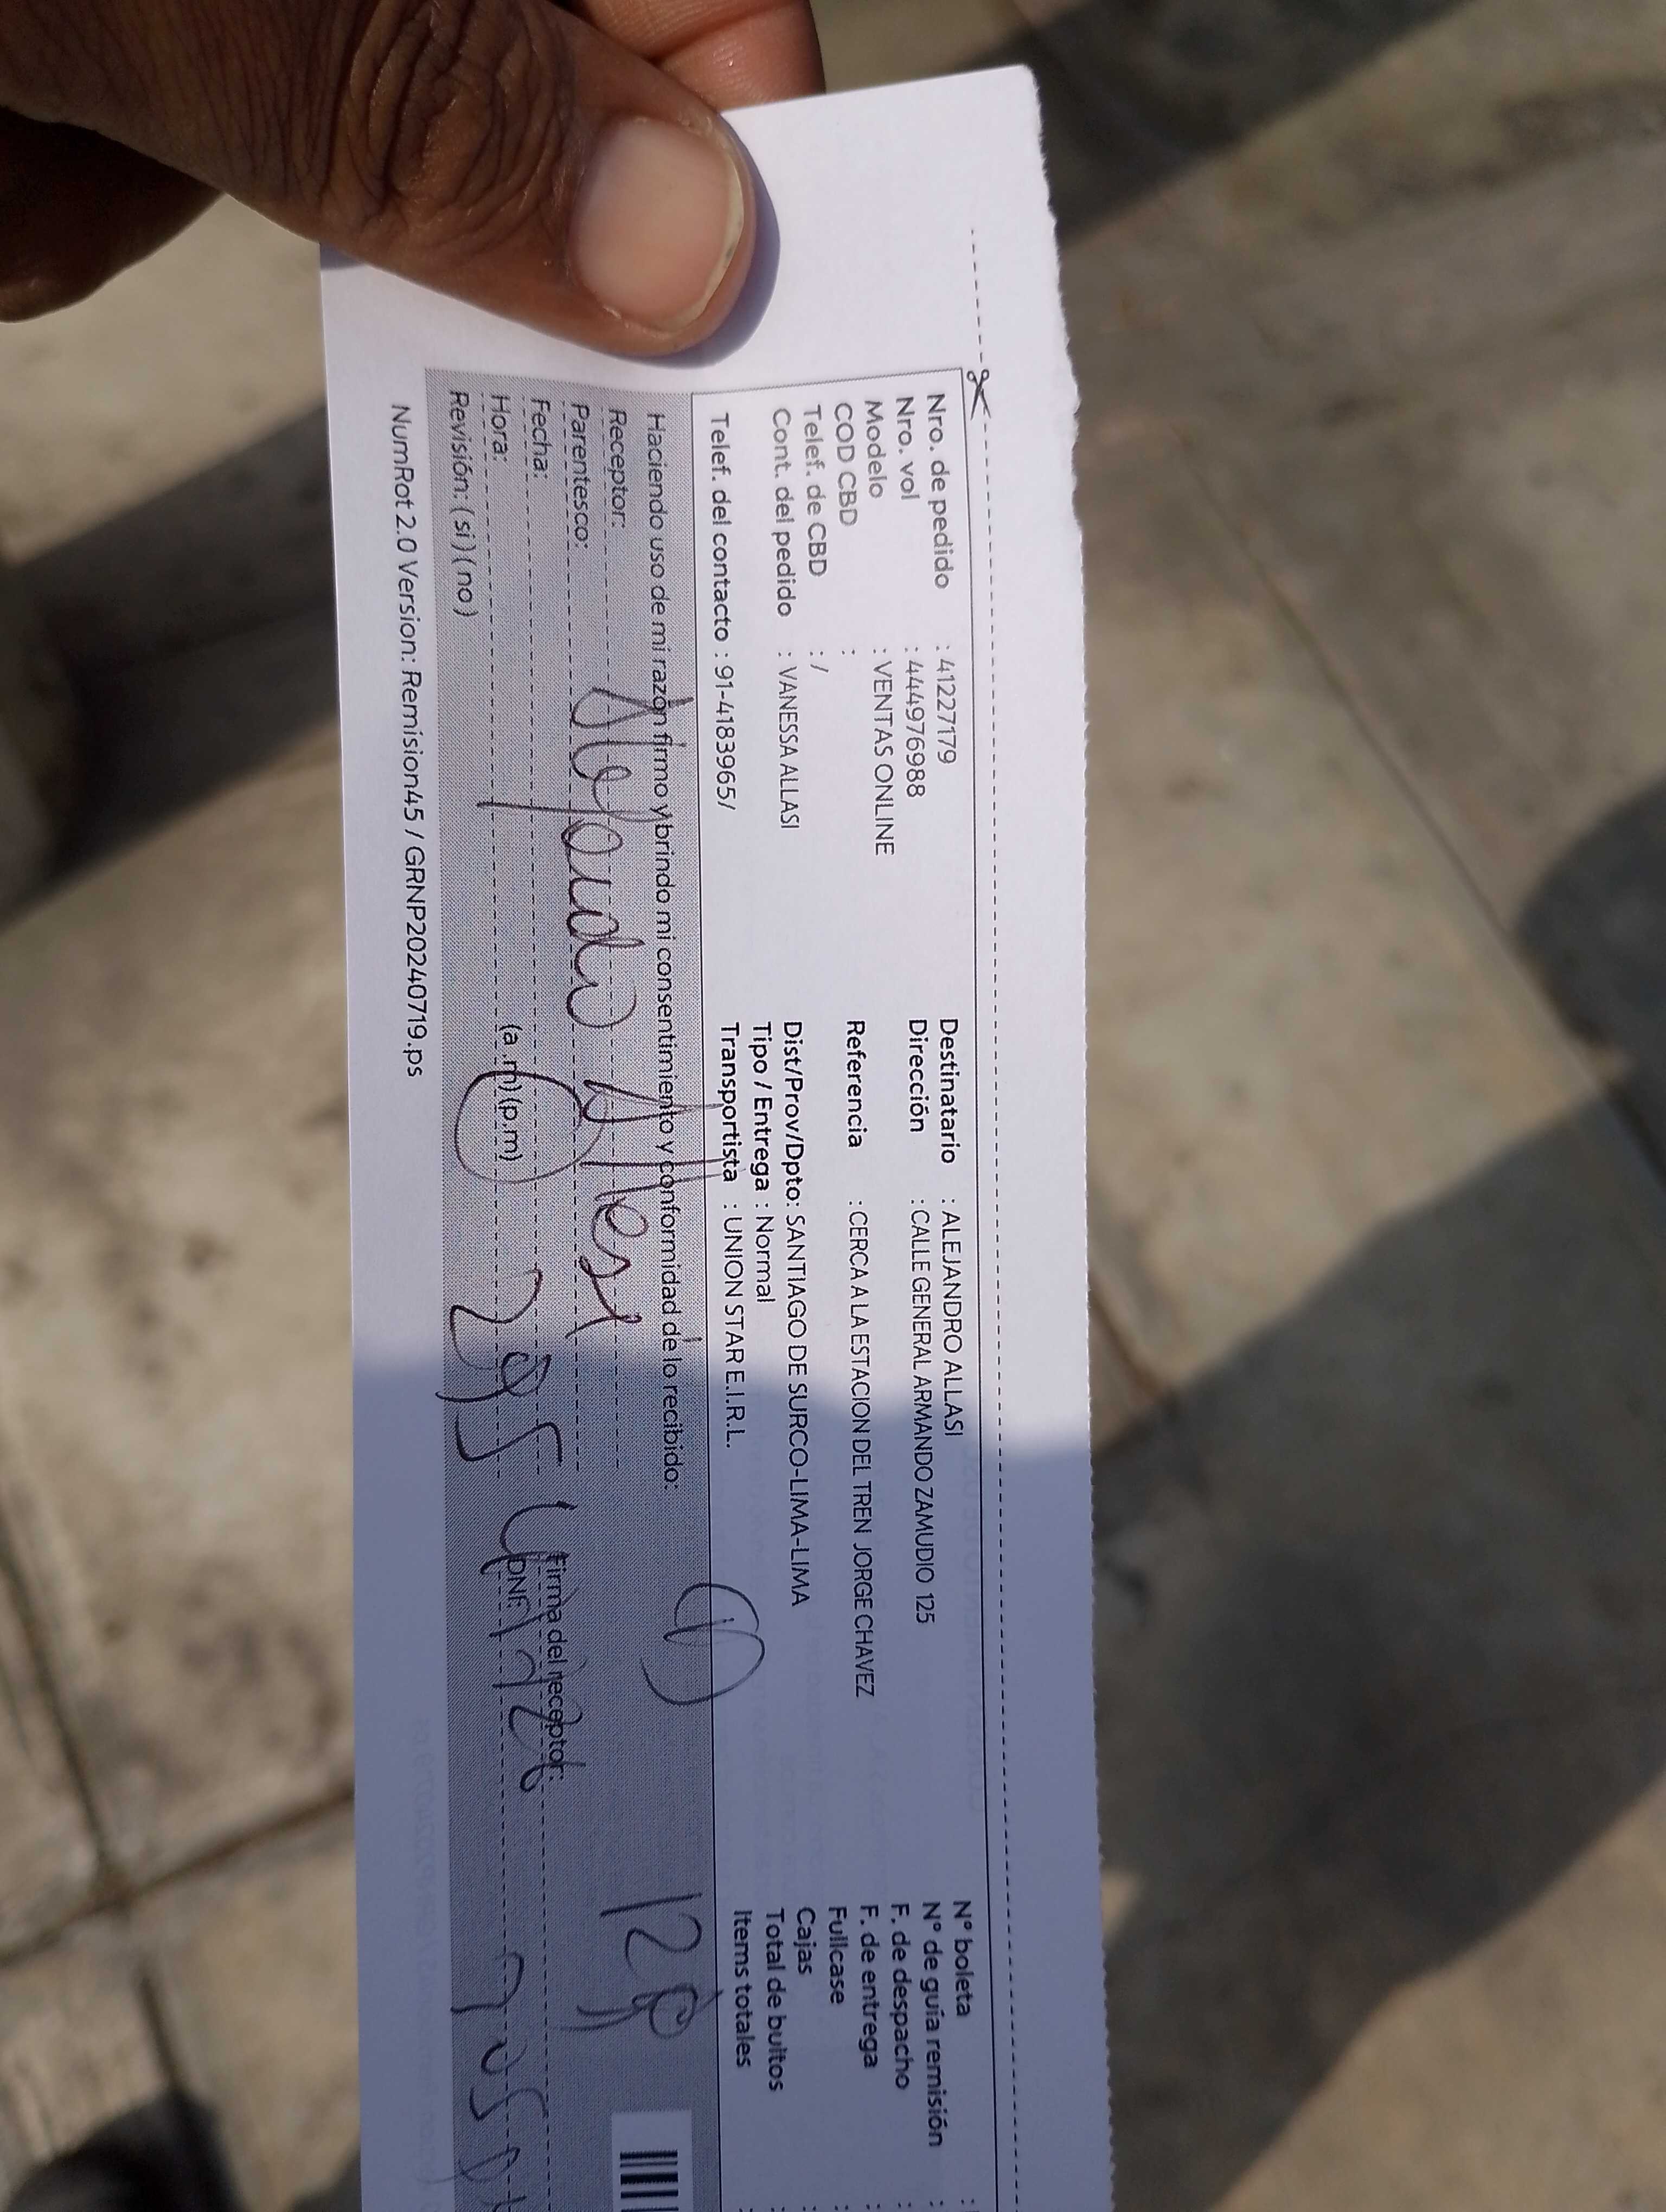 Nro. de pedido : 41227179
Nro. vol : 444976988
Modelo : VENTAS ONLINE
COD CBD :
Telef. de CBD : /
Cont. del pedido : VANESSA ALLASI
Telef. del contacto : 91-4183965/
Destinatario : ALEJANDRO ALLASI
Dirección : CALLE GENERAL ARMANDO ZAMUDIO 125
Referencia : CERCA A LA ESTACION DEL TREN JORGE CHAVEZ
Dist/Prov/Dpto: SANTIAGO DE SURCO-LIMA-LIMA
Tipo / Entrega : Normal
Transportista : UNION STAR E.I.R.L.
N° boleta :
N° de guia remisión :
F. de despacho :
F. de entrega :
Fullcase :
Cajas :
Total de bultos :
Items totales :
Haciendo uso de mi razón firmo y brindo mi consentimiento y conformidad de lo recibido:
Receptor:
Parentesco:
Fecha:
Hora: (a.m) (p.m)
Revisión: ( si ) ( no )
Firma del receptor:
DNI:
NumRot 2.0 Version: Remision45 / GRNP20240719.ps